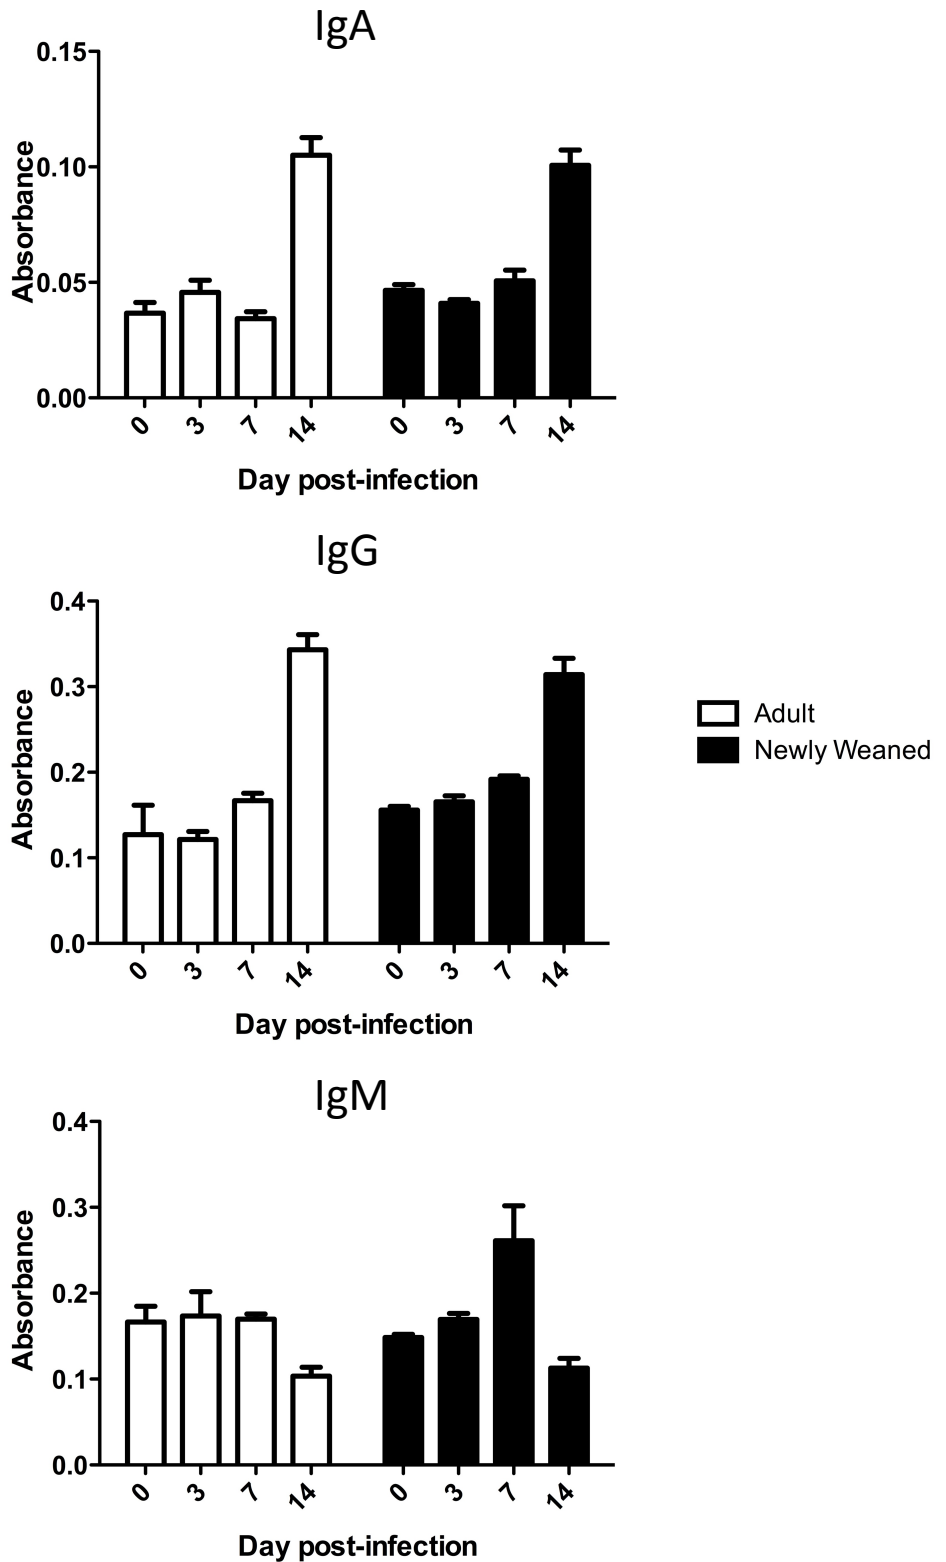 IgA
0.15
0.10
0.05
0.00
Absorbance
0 3 7 14 0 3 7 14
Day post-infection
IgG
0.4
0.3
0.2
0.1
0.0
Absorbance
0 3 7 14 0 3 7 14
Day post-infection
Adult
Newly Weaned
IgM
0.4
0.3
0.2
0.1
0.0
Absorbance
0 3 7 14 0 3 7 14
Day post-infection